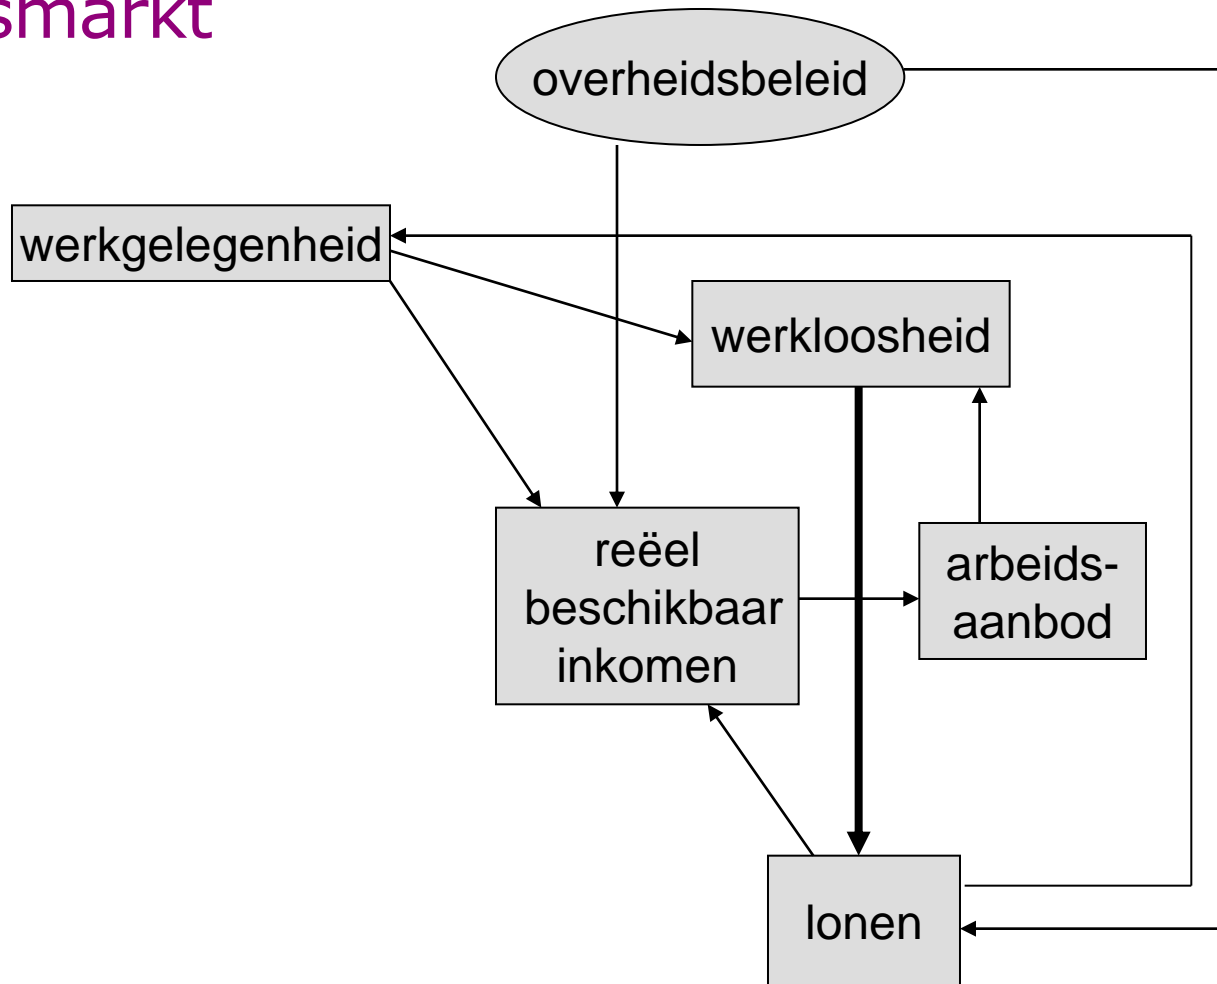 smarkt
overheidsbeleid
werkgelegenheid
werkloosheid
reëel
beschikbaar
inkomen
arbeids-
aanbod
lonen